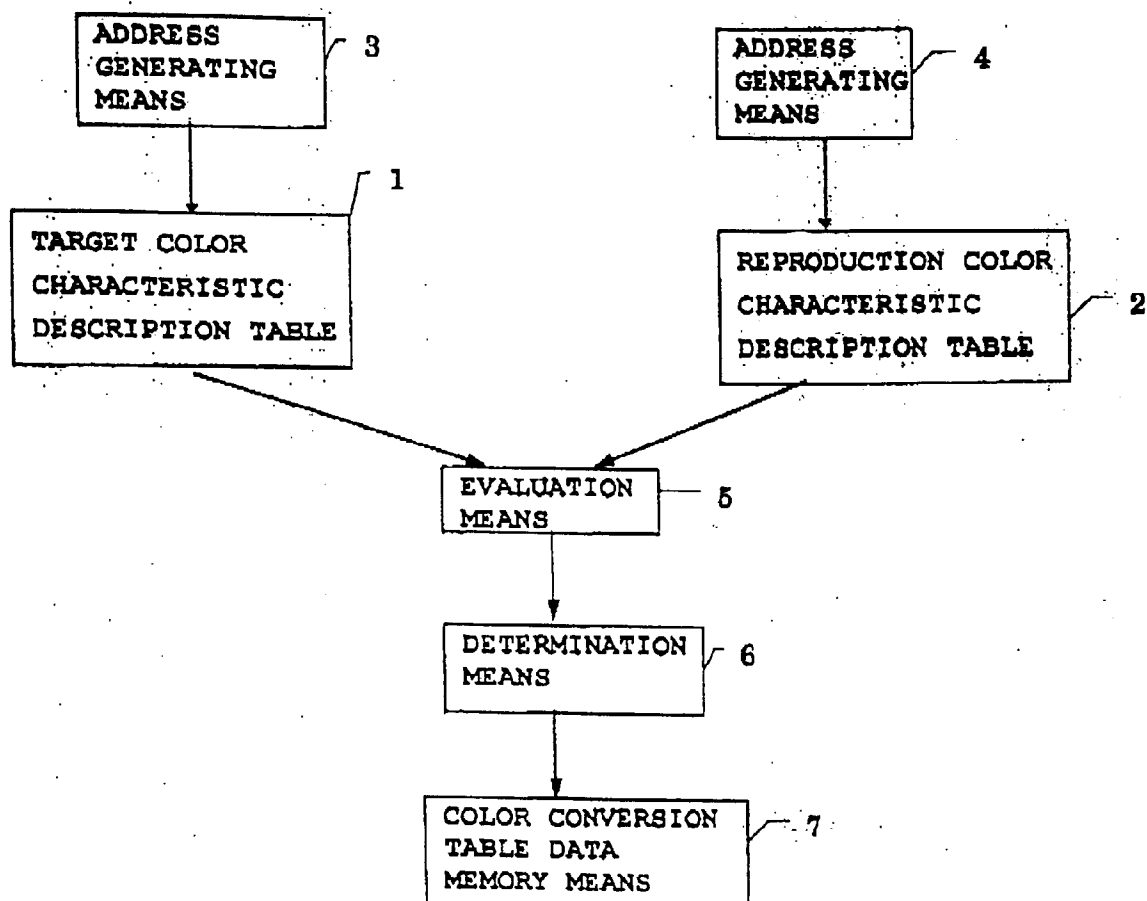 ADDRESS
GENERATING
MEANS
3
ADDRESS
GENERATING
MEANS
4
1
TARGET COLOR
CHARACTERISTIC
DESCRIPTION TABLE
REPRODUCTION COLOR
CHARACTERISTIC
DESCRIPTION TABLE
2
EVALUATION
MEANS
5
DETERMINATION
MEANS
6
COLOR CONVERSION
TABLE DATA
MEMORY MEANS
7